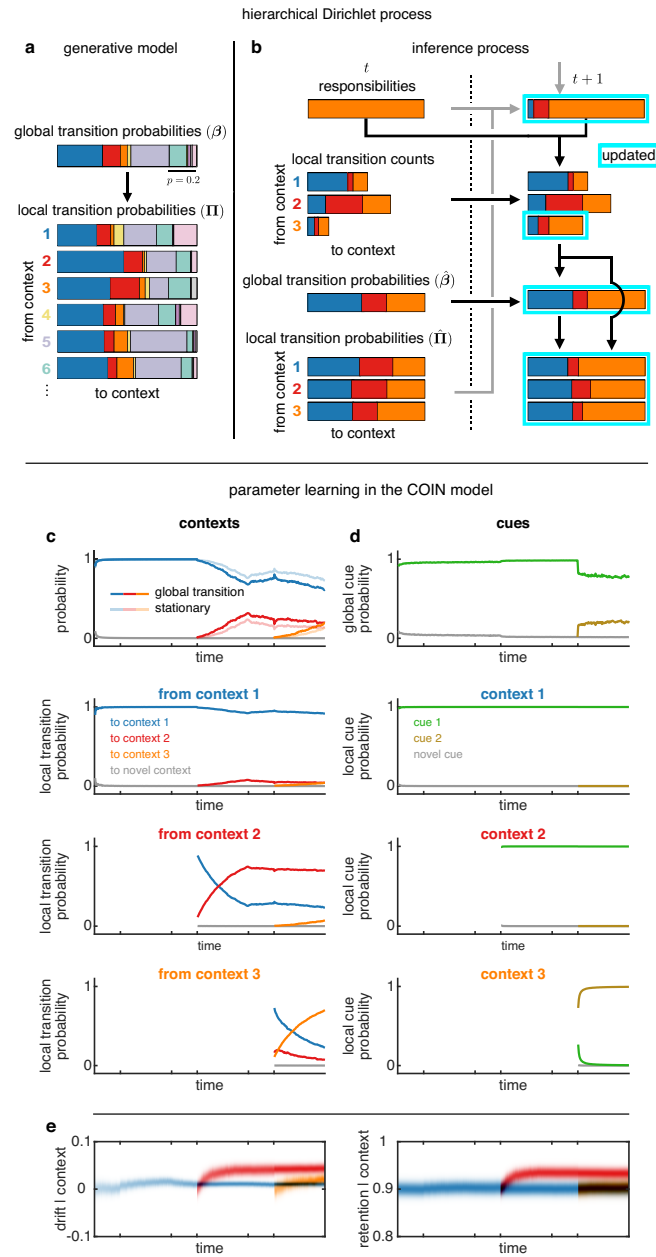 hierarchical Dirichlet process
a
generative model
global transition probabilities (β)
p = 0.2
local transition probabilities (Π)
from context
1
2
3
4
5
6
...
to context
b
inference process
t
t + 1
responsibilities
updated
local transition counts
from context
1
2
3
to context
global transition probabilities (β̂)
local transition probabilities (Π̂)
from context
1
2
3
to context
parameter learning in the COIN model
c
contexts
probability
1
0
global transition
stationary
time
from context 1
local transition
probability
1
0
to context 1
to context 2
to context 3
to novel context
time
from context 2
local transition
probability
1
0
time
from context 3
local transition
probability
1
0
time
d
cues
global cue
probability
1
0
time
context 1
local cue
probability
1
0
cue 1
cue 2
novel cue
time
context 2
local cue
probability
1
0
time
context 3
local cue
probability
1
0
time
e
drift | context
0.1
0
-0.1
time
retention | context
1
0.9
0.8
time